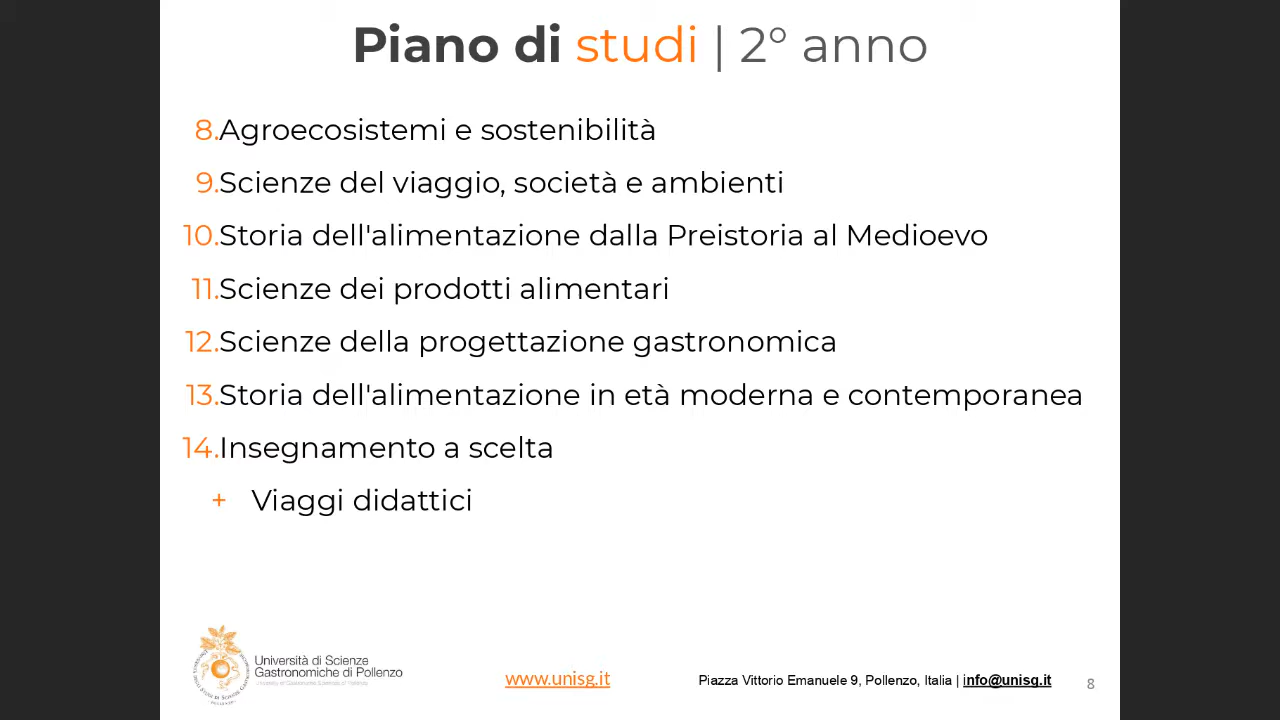 Piano di studi | 2° anno
8.Agroecosistemi e sostenibilità
9.Scienze del viaggio, società e ambienti
10.Storia dell'alimentazione dalla Preistoria al Medioevo
11.Scienze dei prodotti alimentari
12.Scienze della progettazione gastronomica
13.Storia dell'alimentazione in età moderna e contemporanea
14.Insegnamento a scelta
+ Viaggi didattici
Università di Scienze
Gastronomiche di Pollenzo
www.unisg.it
Piazza Vittorio Emanuele 9, Pollenzo, Italia | info@unisg.it
8